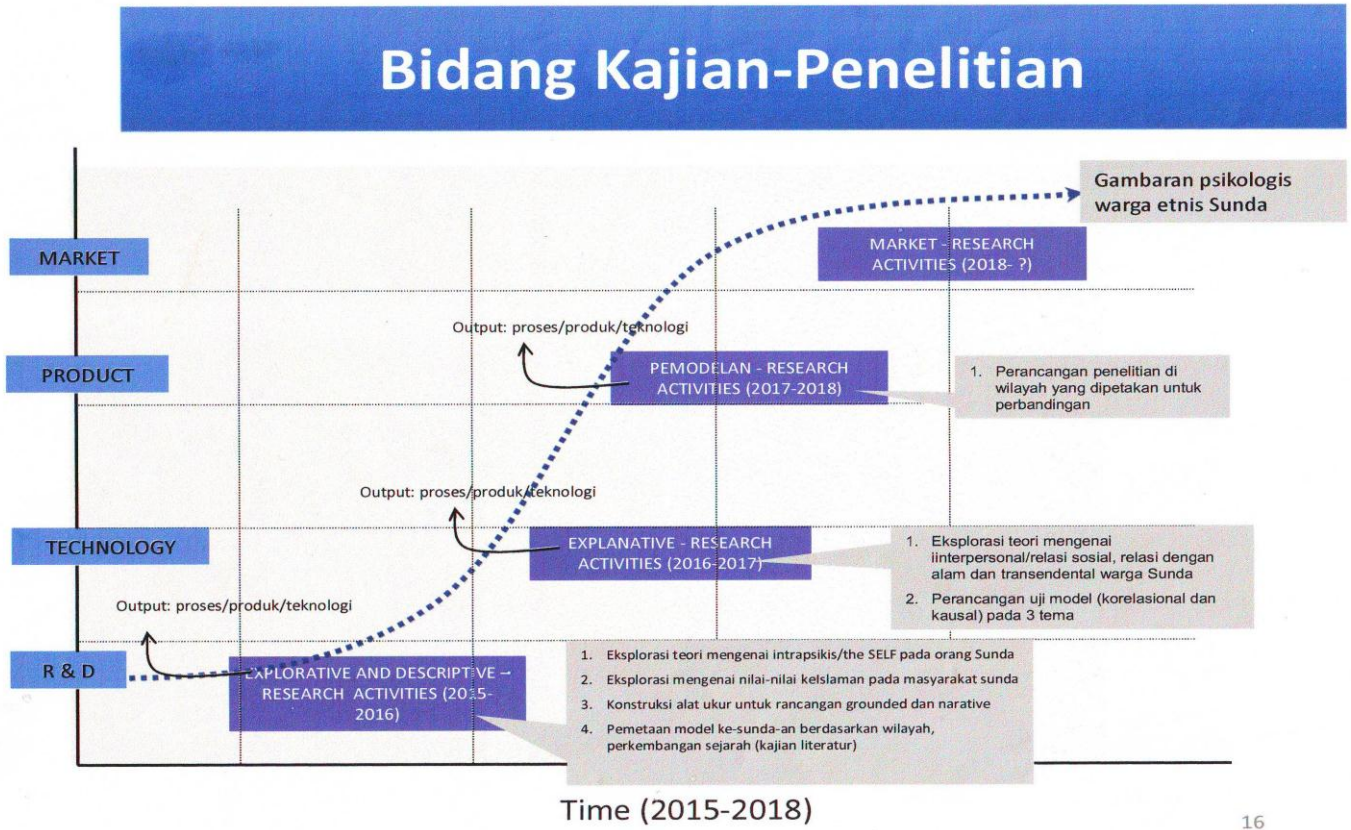 Bidang Kajian-Penelitian
Gambaran psikologis
warga etnis Sunda
MARKET
MARKET - RESEARCH
ACTIVITIES (2018- ?)
Output: proses/produk/teknologi
PRODUCT
PEMODELAN - RESEARCH
ACTIVITIES (2017-2018)
1. Perancangan penelitian di
wilayah yang dipetakan untuk
perbandingan
Output: proses/produk/teknologi
TECHNOLOGY
EXPLANATIVE - RESEARCH
ACTIVITIES (2016-2017)
1. Eksplorasi teori mengenai
iinterpersonal/relasi sosial, relasi dengan
alam dan transendental warga Sunda
2. Perancangan uji model (korelasional dan
kausal) pada 3 tema
Output: proses/produk/teknologi
R & D
EXPLORATIVE AND DESCRIPTIVE –
RESEARCH ACTIVITIES (2015-
2016)
1. Eksplorasi teori mengenai intrapsikis/the SELF pada orang Sunda
2. Eksplorasi mengenai nilai-nilai keIslaman pada masyarakat sunda
3. Konstruksi alat ukur untuk rancangan grounded dan narative
4. Pemetaan model ke-sunda-an berdasarkan wilayah,
perkembangan sejarah (kajian literatur)
Time (2015-2018)
16